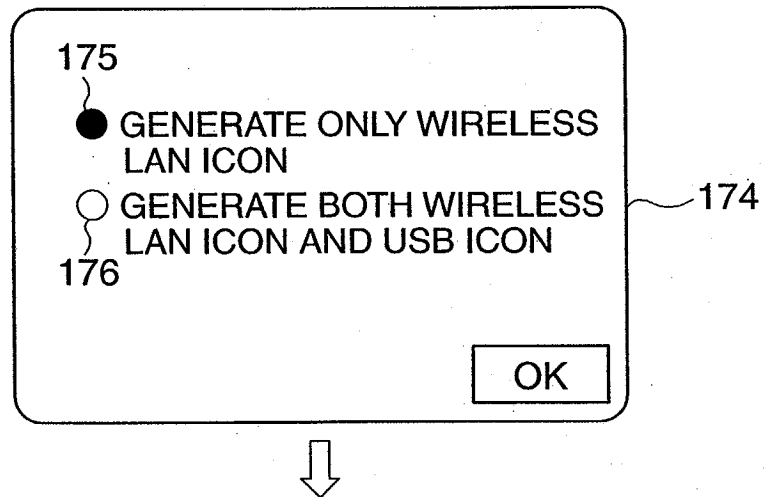 175
GENERATE ONLY WIRELESS
LAN ICON
GENERATE BOTH WIRELESS
174
LAN ICON AND USB ICON
176
OK